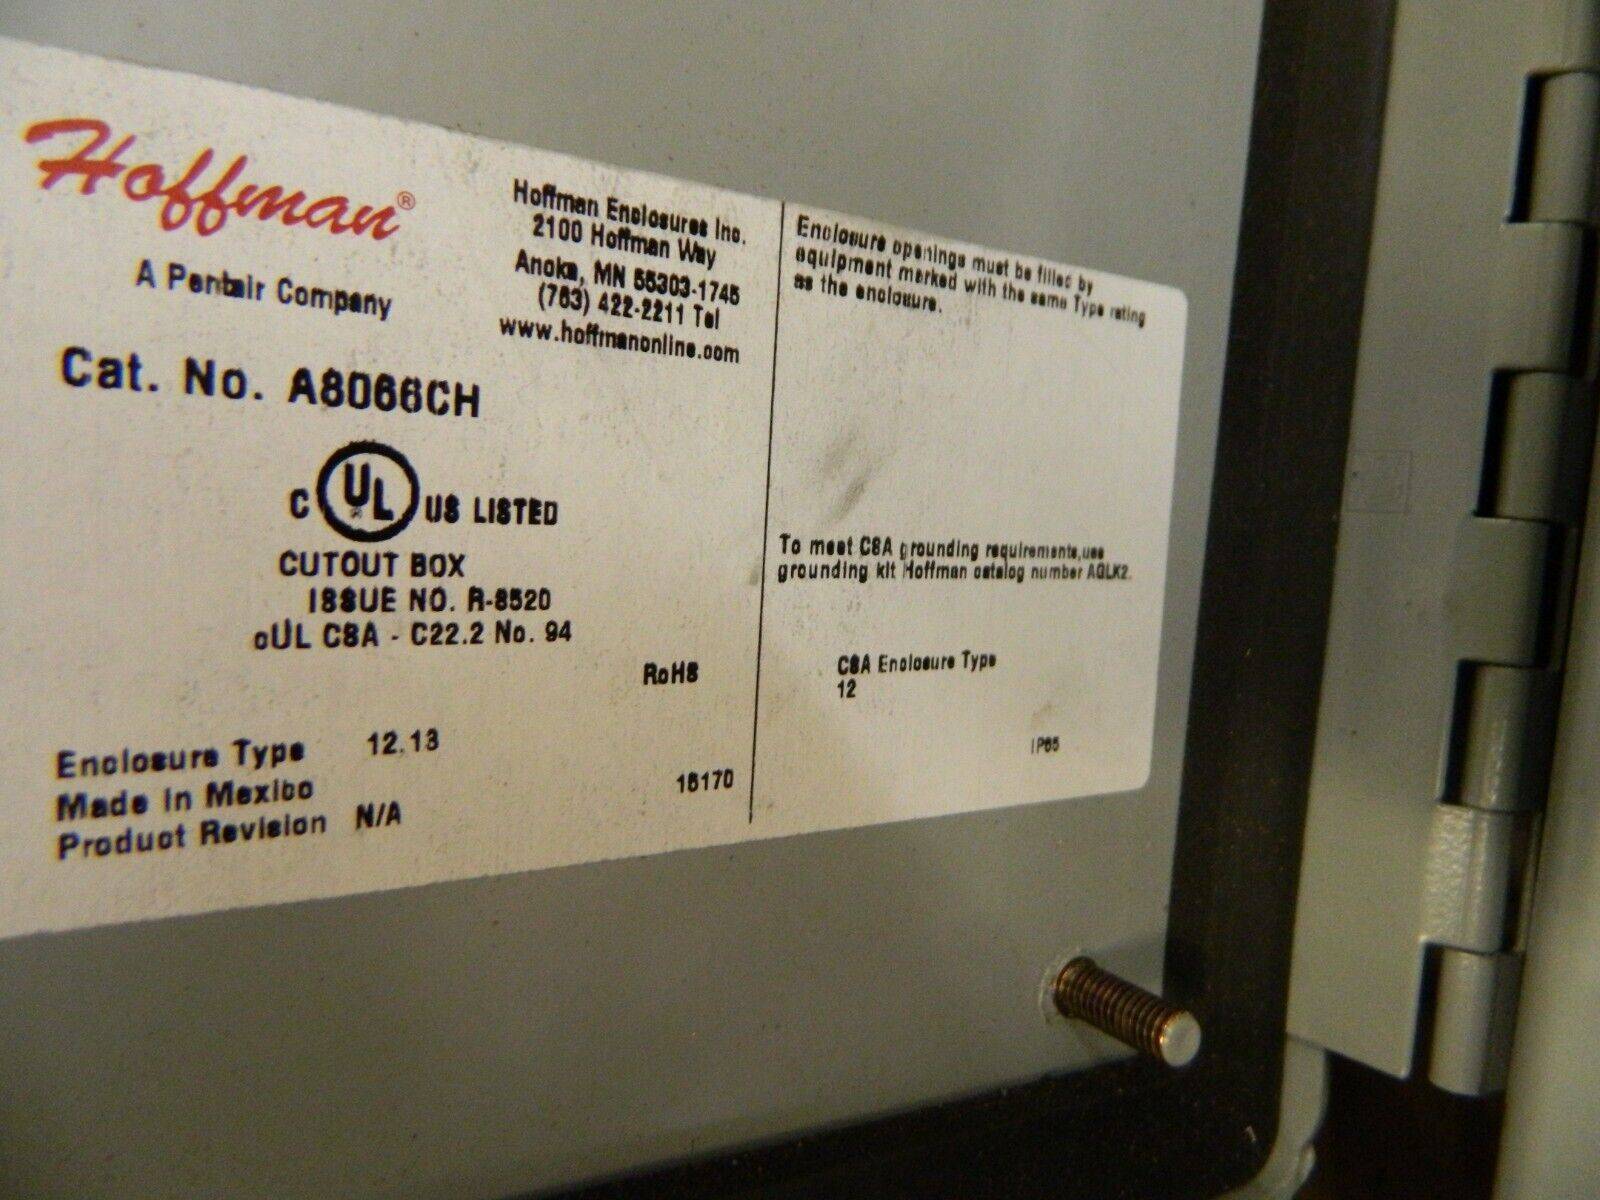 Hoffman®
A Pentair Company
Hoffman Enclosures Inc.
2100 Hoffman Way
Anoka, MN 55303-1745
(763) 422-2211 Tel
www.hoffmanonline.com
Cat. No. A8066CH
C UL® US LISTED
CUTOUT BOX
ISSUE NO. R-8520
cUL CSA - C22.2 No. 94
RoHS
Enclosure Type 12,13
Made in Mexico
Product Revision N/A
16170
Enclosure openings must be filled by
equipment marked with the same Type rating
as the enclosure.
To meet CSA grounding requirements,use
grounding kit Hoffman catalog number AGLK2.
CSA Enclosure Type
12
IP65